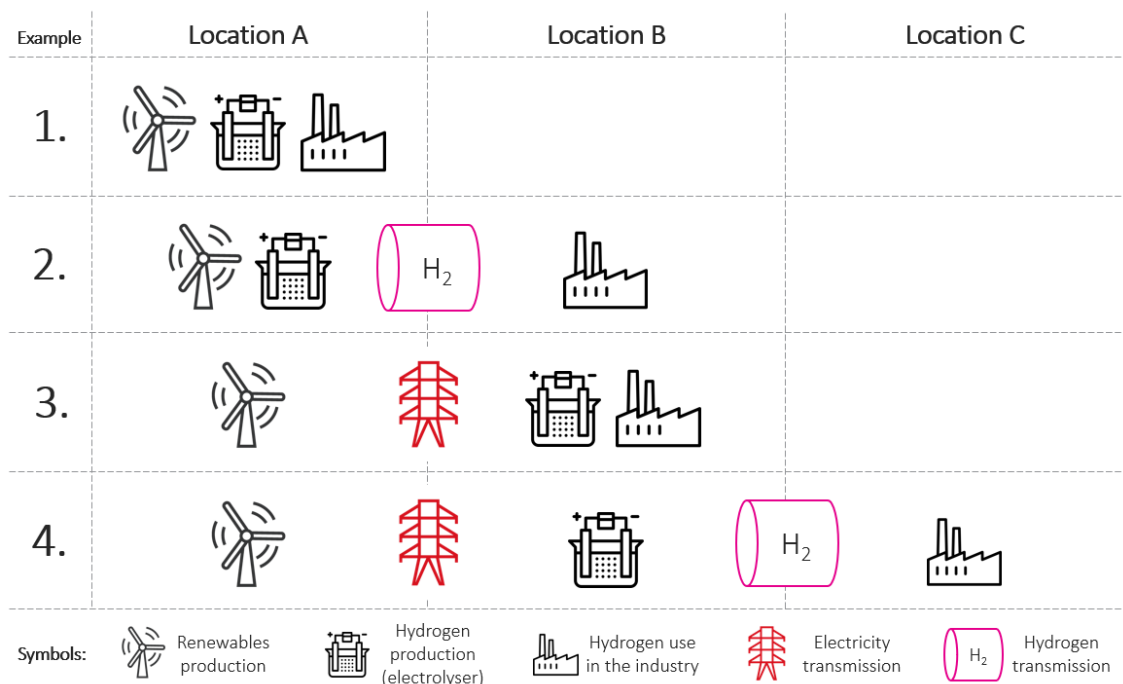 Example Location A Location B Location C
1.
2. H₂
3.
4. H₂
Symbols: Renewables production Hydrogen production (electrolyser) Hydrogen use in the industry Electricity transmission H₂ Hydrogen transmission